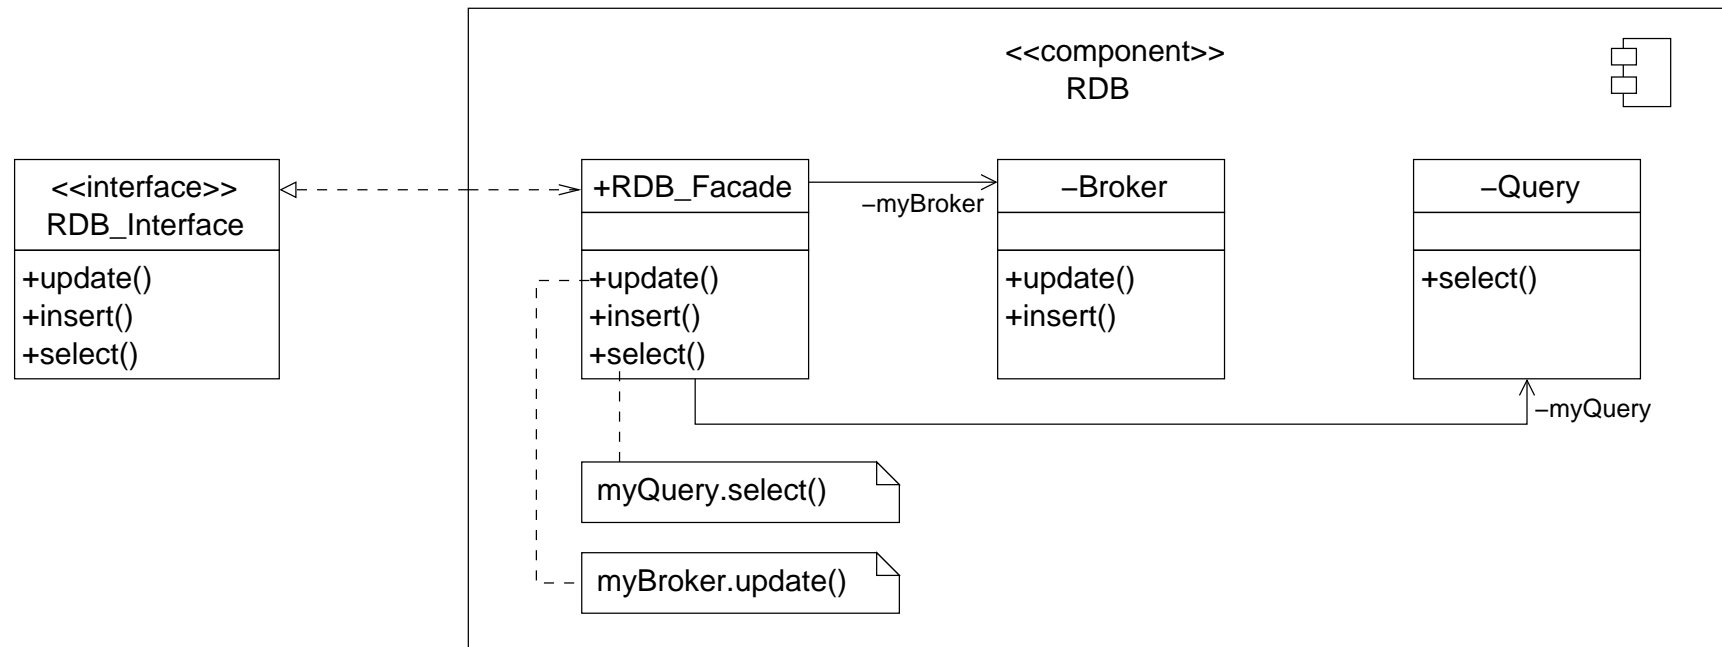 <<component>>
RDB
<<interface>>
RDB_Interface
+update()
+insert()
+select()
+RDB_Facade
+update()
+insert()
+select()
–myBroker
–Broker
+update()
+insert()
–Query
+select()
–myQuery
myQuery.select()
myBroker.update()